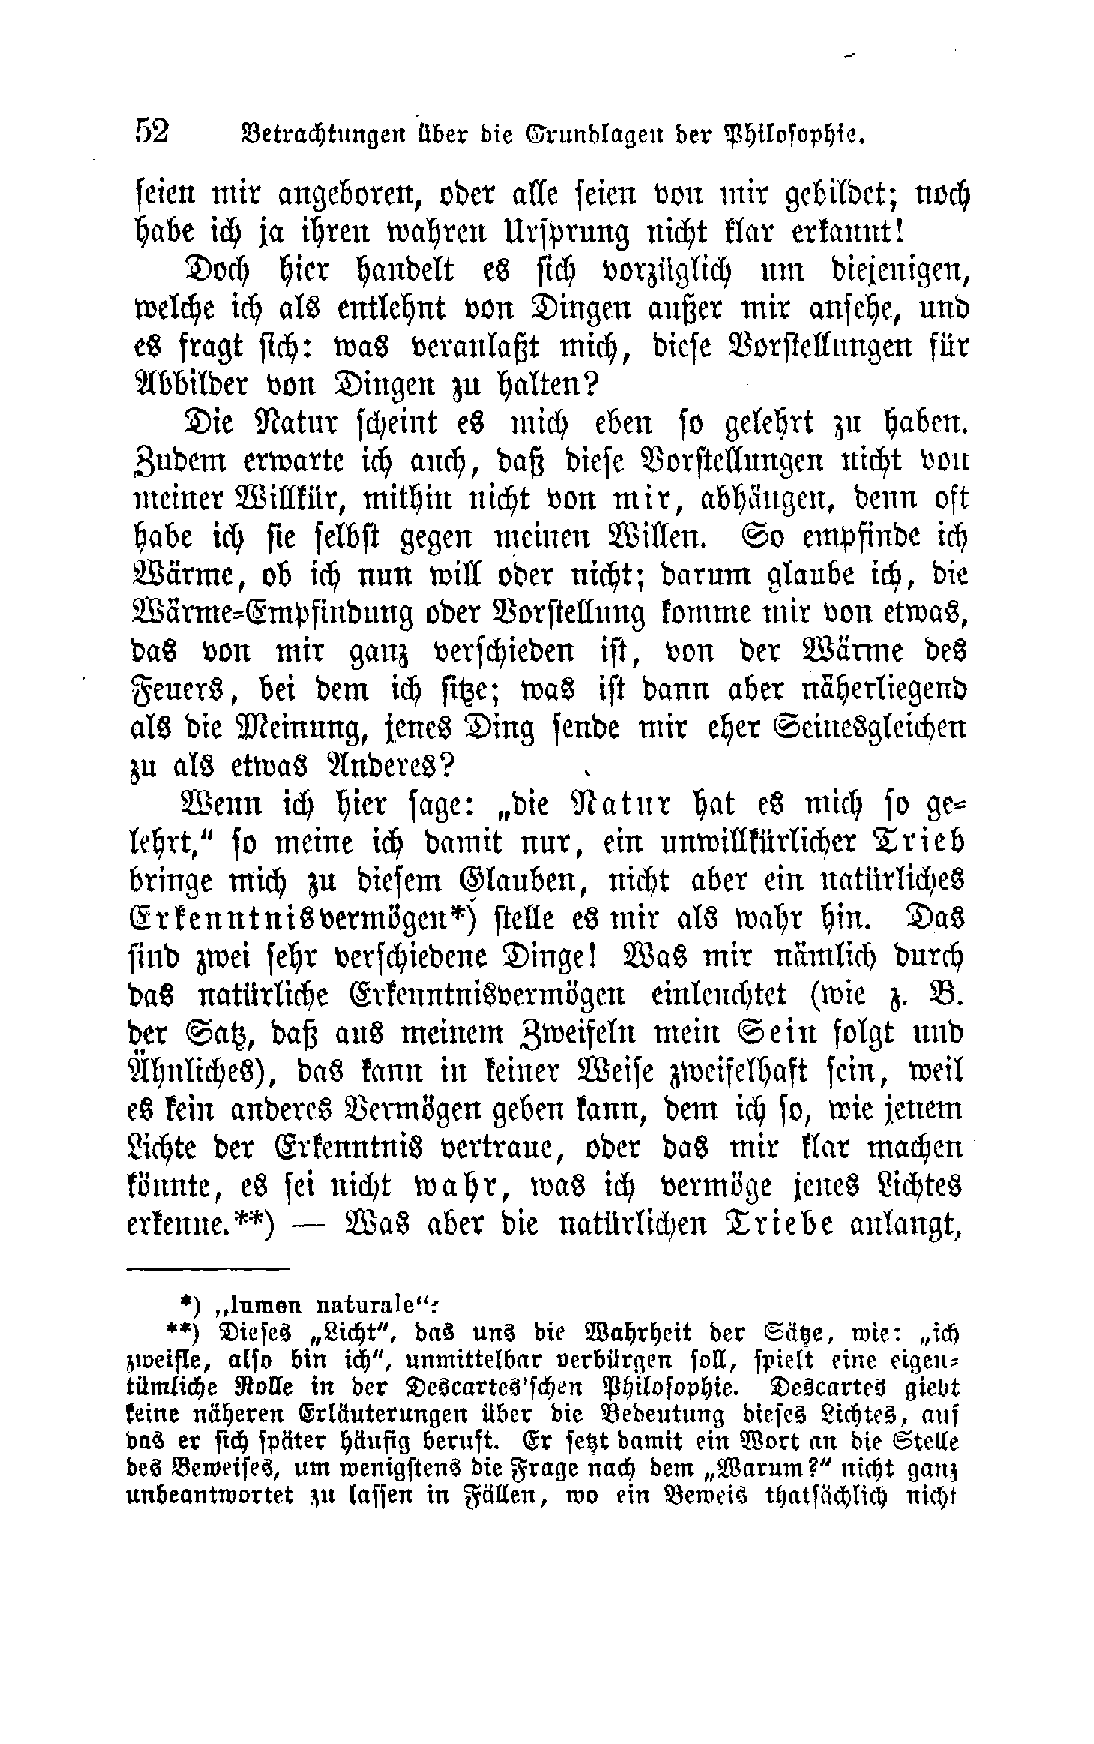 52 Betrachtungen über die Grundlagen der Philosophie.
seien mir angeboren, oder alle seien von mir gebildet; noch
habe ich ja ihren wahren Ursprung nicht klar erkannt!
Doch hier handelt es sich vorzüglich um diejenigen,
welche ich als entlehnt von Dingen außer mir ansehe, und
es fragt sich: was veranlaßt mich, diese Vorstellungen für
Abbilder von Dingen zu halten?
Die Natur scheint es mich eben so gelehrt zu haben.
Zudem erwarte ich auch, daß diese Vorstellungen nicht von
meiner Willkür, mithin nicht von mir, abhängen, denn oft
habe ich sie selbst gegen meinen Willen. So empfinde ich
Wärme, ob ich nun will oder nicht; darum glaube ich, die
Wärme-Empfindung oder Vorstellung komme mir von etwas,
das von mir ganz verschieden ist, von der Wärme des
Feuers, bei dem ich sitze; was ist dann aber näherliegend
als die Meinung, jenes Ding sende mir eher Seinesgleichen
zu als etwas Anderes?
Wenn ich hier sage: „die Natur hat es mich so ge-
lehrt,“ so meine ich damit nur, ein unwillkürlicher Trieb
bringe mich zu diesem Glauben, nicht aber ein natürliches
Erkenntnisvermögen*) stelle es mir als wahr hin. Das
sind zwei sehr verschiedene Dinge! Was mir nämlich durch
das natürliche Erkenntnisvermögen einleuchtet (wie z. B.
der Satz, daß aus meinem Zweifeln mein Sein folgt und
Ähnliches), das kann in keiner Weise zweifelhaft sein, weil
es kein anderes Vermögen geben kann, dem ich so, wie jenem
Lichte der Erkenntnis vertraue, oder das mir klar machen
könnte, es sei nicht wahr, was ich vermöge jenes Lichtes
erkenne.**) — Was aber die natürlichen Triebe anlangt,
*) „lumen naturale“:
**) Dieses „Licht“, das uns die Wahrheit der Sätze, wie: „ich
zweifle, also bin ich“, unmittelbar verbürgen soll, spielt eine eigen-
tümliche Rolle in der Descartes'schen Philosophie. Descartes giebt
keine näheren Erläuterungen über die Bedeutung dieses Lichtes, auf
das er sich später häufig beruft. Er setzt damit ein Wort an die Stelle
des Beweises, um wenigstens die Frage nach dem „Warum?“ nicht ganz
unbeantwortet zu lassen in Fällen, wo ein Beweis thatsächlich nicht